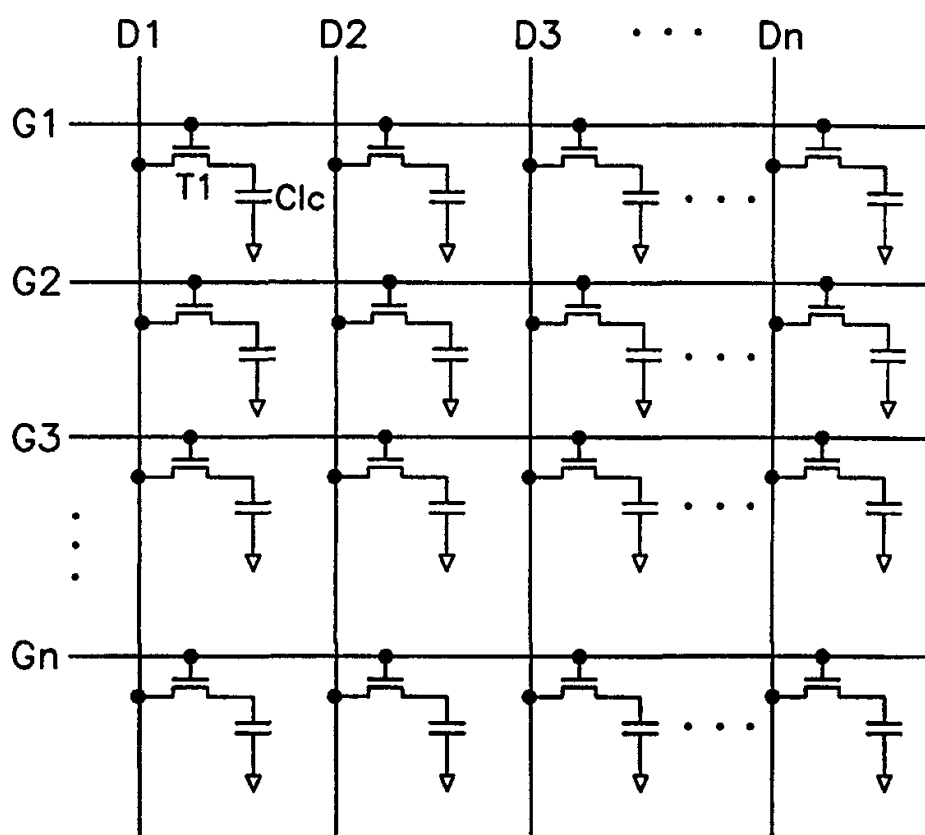 D1 D2 D3 . . . Dn
G1
T1 Clc . . .
G2
. . .
G3
. . .
.
.
.
Gn
. . .